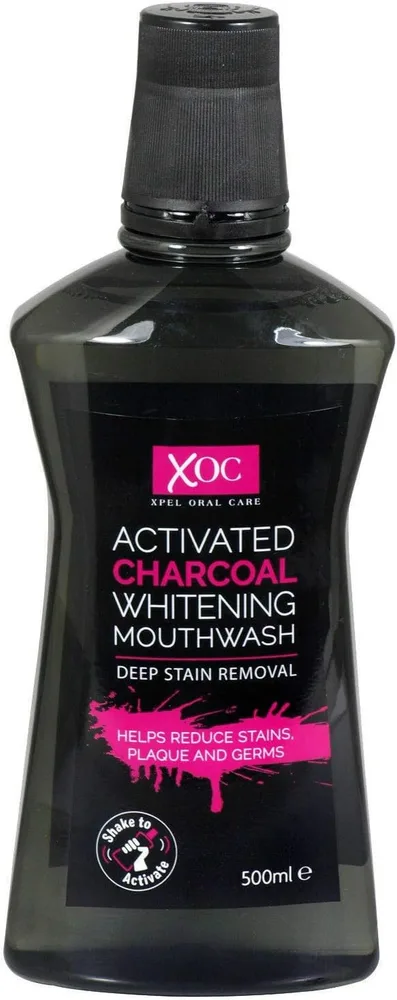 XOC
XPEL ORAL CARE
ACTIVATED
CHARCOAL
WHITENING
MOUTHWASH
DEEP STAIN REMOVAL
HELPS REDUCE STAINS,
PLAQUE AND GERMS
Shake to
Activate
500ml ℮